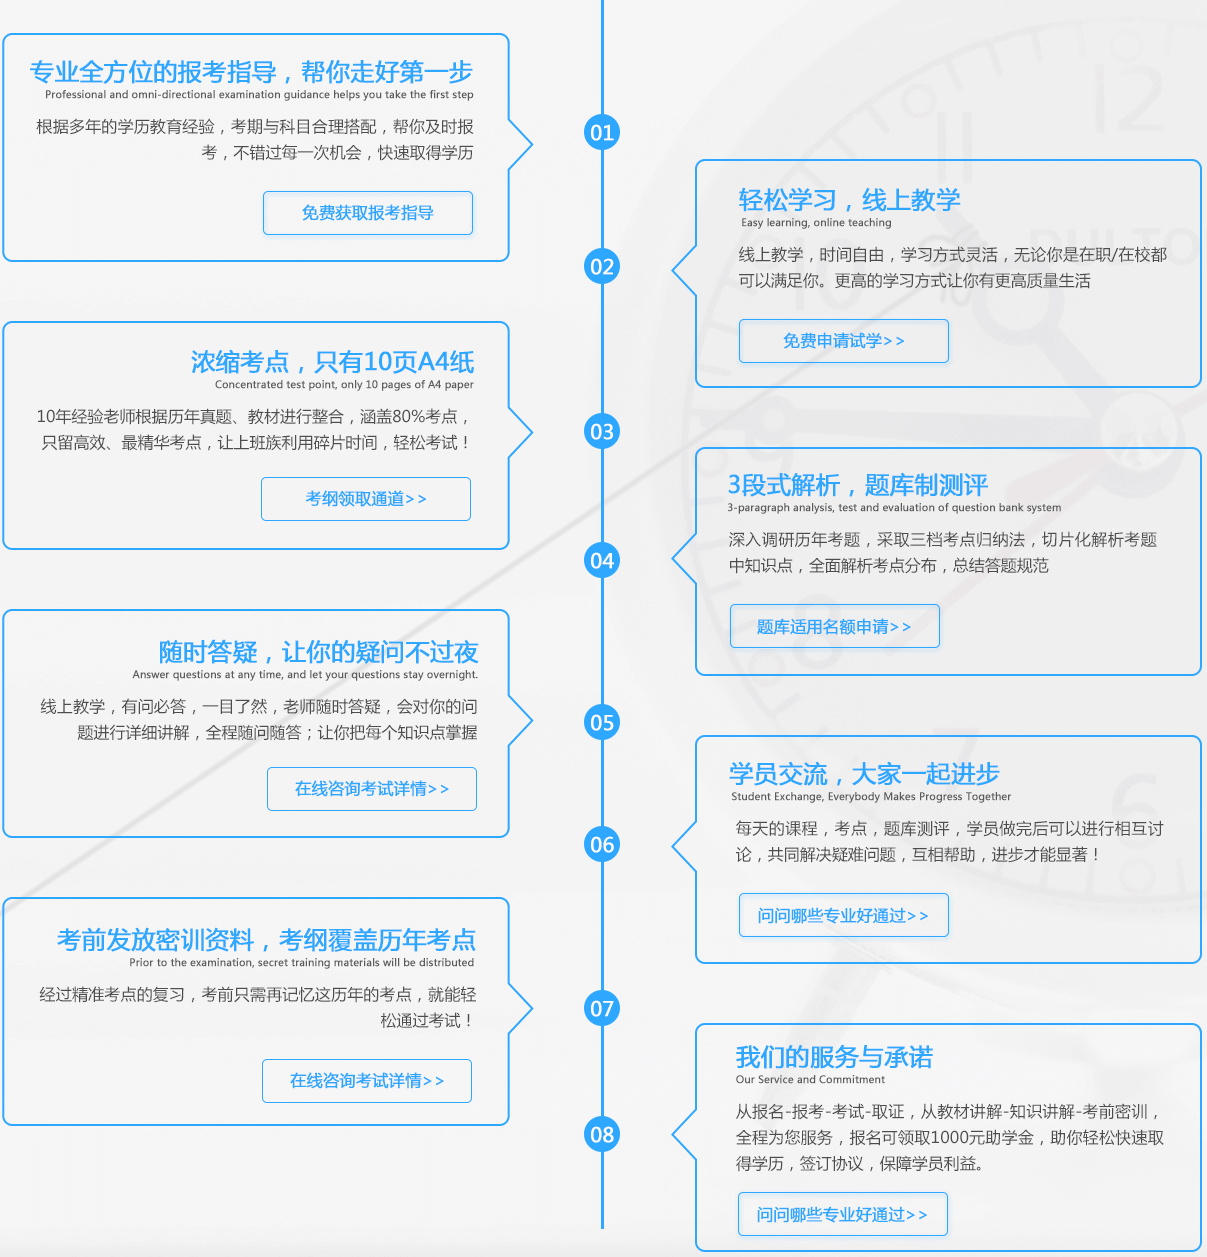 专业全方位的报考指导，帮你走好第一步
Professional and omni-directional examination guidance helps you take the first step
根据多年的学历教育经验，考期与科目合理搭配，帮你及时报
考，不错过每一次机会，快速取得学历
免费获取报考指导
01
轻松学习，线上教学
Easy learning, online teaching
线上教学，时间自由，学习方式灵活，无论你是在职/在校都
可以满足你。更高的学习方式让你有更高质量生活
免费申请试学>>
02
浓缩考点，只有10页A4纸
Concentrated test point, only 10 pages of A4 paper
10年经验老师根据历年真题、教材进行整合，涵盖80%考点，
只留高效、最精华考点，让上班族利用碎片时间，轻松考试！
考纲领取通道>>
03
3段式解析，题库制测评
3-paragraph analysis, test and evaluation of question bank system
深入调研历年考题，采取三档考点归纳法，切片化解析考题
中知识点，全面解析考点分布，总结答题规范
题库适用名额申请>>
04
随时答疑，让你的疑问不过夜
Answer questions at any time, and let your questions stay overnight.
线上教学，有问必答，一目了然，老师随时答疑，会对你的问
题进行详细讲解，全程随问随答；让你把每个知识点掌握
在线咨询考试详情>>
05
学员交流，大家一起进步
Student Exchange, Everybody Makes Progress Together
每天的课程，考点，题库测评，学员做完后可以进行相互讨
论，共同解决疑难问题，互相帮助，进步才能显著！
问问哪些专业好通过>>
06
考前发放密训资料，考纲覆盖历年考点
Prior to the examination, secret training materials will be distributed
经过精准考点的复习，考前只需再记忆这历年的考点，就能轻
松通过考试！
在线咨询考试详情>>
07
我们的服务与承诺
Our Service and Commitment
从报名-报考-考试-取证，从教材讲解-知识讲解-考前密训，
全程为您服务，报名可领取1000元助学金，助你轻松快速取
得学历，签订协议，保障学员利益。
问问哪些专业好通过>>
08
12
11
10
9
8
7
6